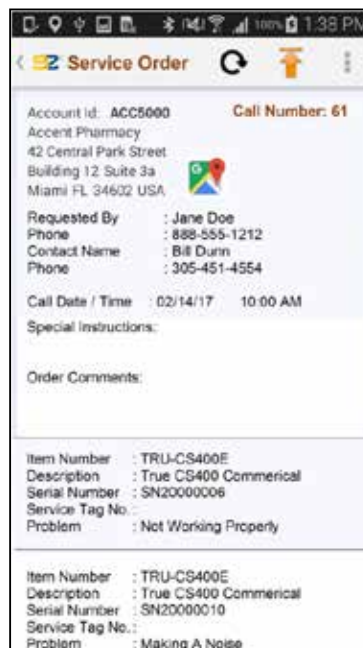 100% 1:38 PM
Service Order
Account Id: ACC5000 Call Number: 61
Accent Pharmacy
42 Central Park Street
Building 12 Suite 3a
Miami FL 34602 USA
Requested By : Jane Doe
Phone : 888-555-1212
Contact Name : Bill Dunn
Phone : 305-451-4554
Call Date / Time : 02/14/17 10:00 AM
Special Instructions:
Order Comments:
Item Number : TRU-CS400E
Description : True CS400 Commerical
Serial Number : SN20000006
Service Tag No. :
Problem : Not Working Properly
Item Number : TRU-CS400E
Description : True CS400 Commerical
Serial Number : SN20000010
Service Tag No. :
Problem : Making A Noise